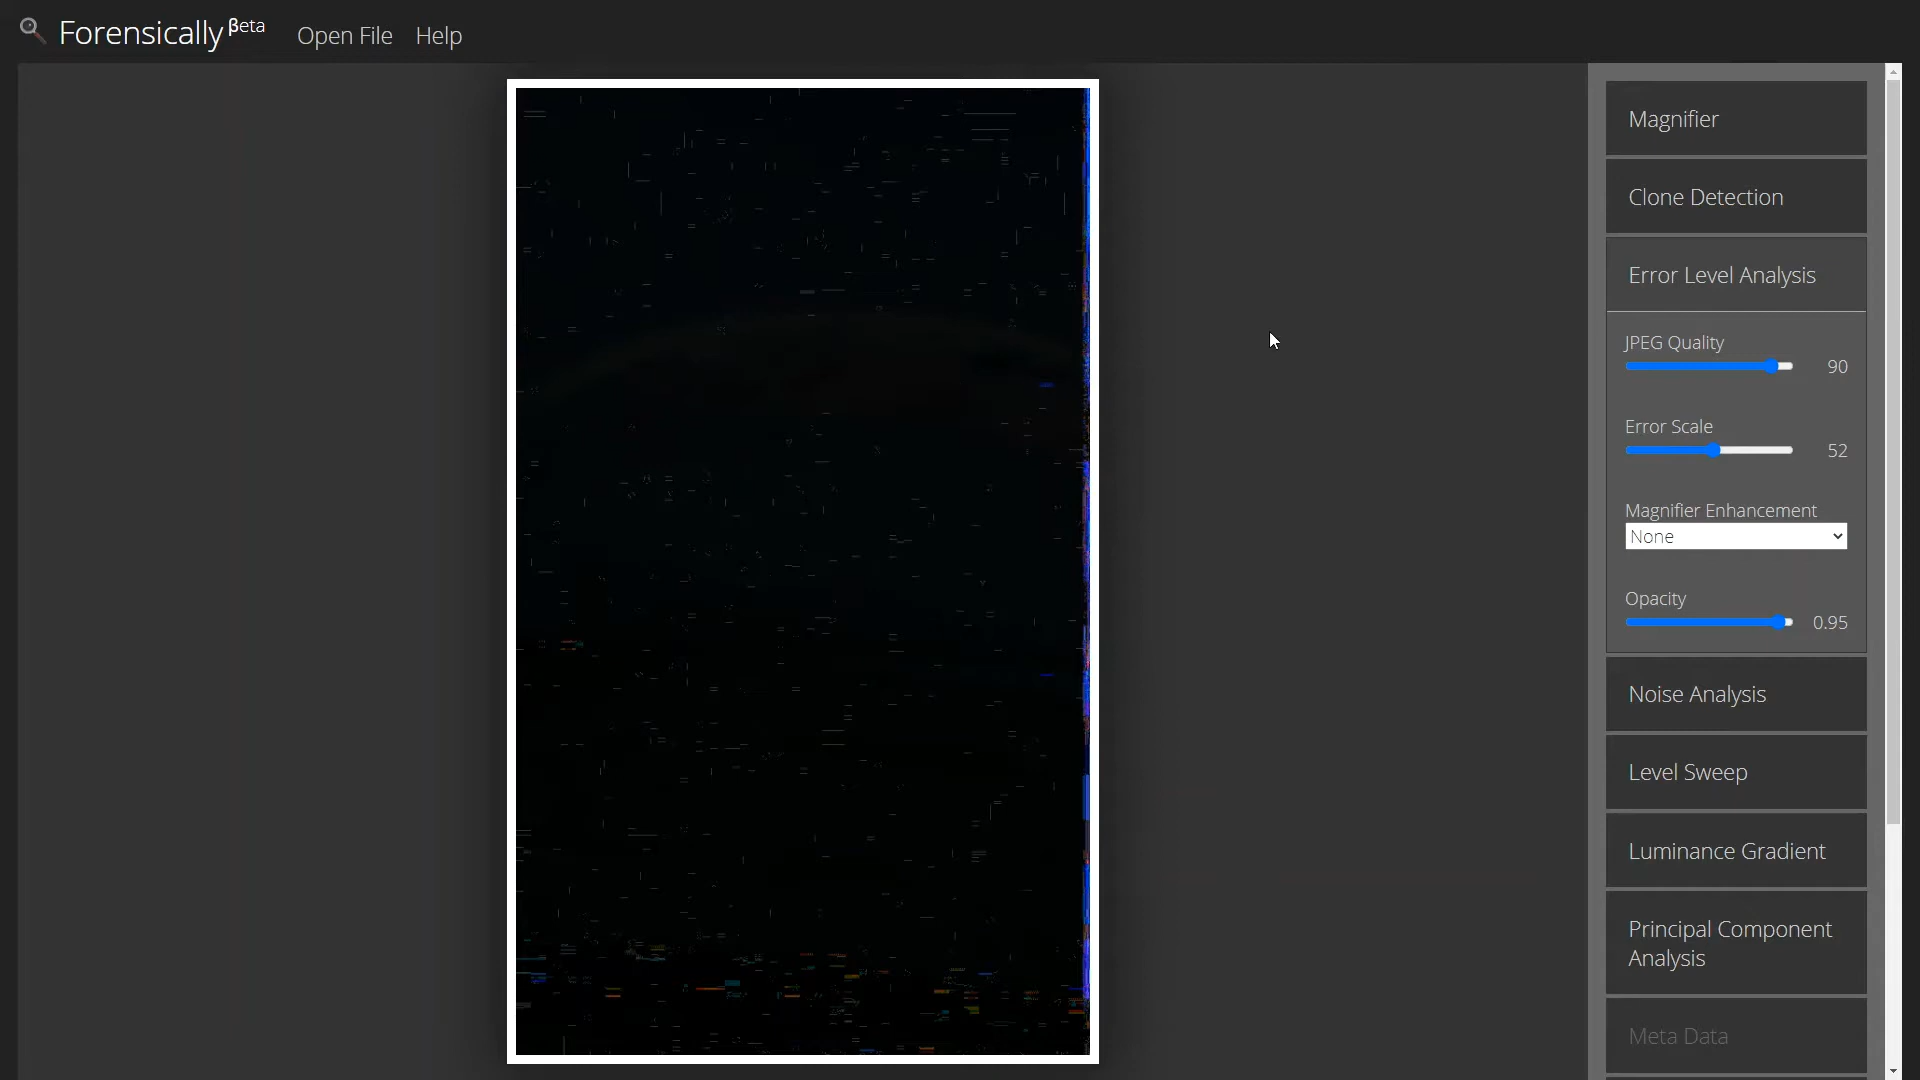 Forensically βeta Open File Help
Magnifier
Clone Detection
Error Level Analysis
JPEG Quality
90
Error Scale
52
Magnifier Enhancement
None
Opacity
0.95
Noise Analysis
Level Sweep
Luminance Gradient
Principal Component
Analysis
Meta Data